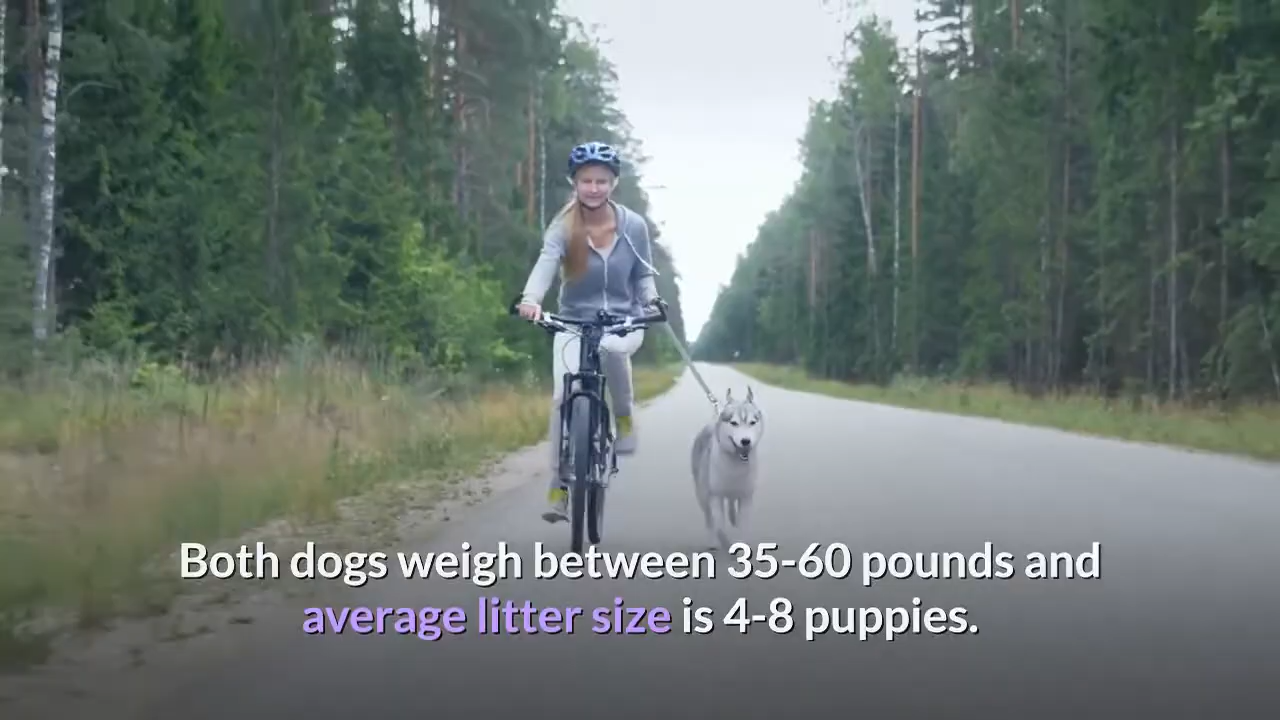 Both dogs weigh between 35-60 pounds and
average litter size is 4-8 puppies.